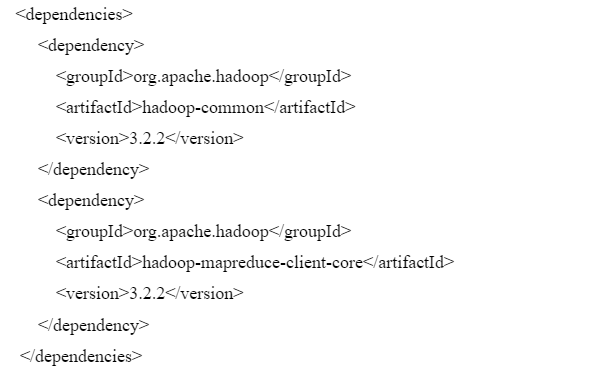 <dependencies>
<dependency>
<groupId>org.apache.hadoop</groupId>
<artifactId>hadoop-common</artifactId>
<version>3.2.2</version>
</dependency>
<dependency>
<groupId>org.apache.hadoop</groupId>
<artifactId>hadoop-mapreduce-client-core</artifactId>
<version>3.2.2</version>
</dependency>
</dependencies>